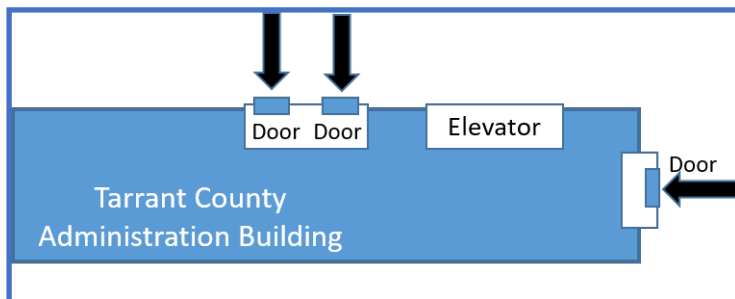 Door Door
Elevator
Door
Tarrant County
Administration Building